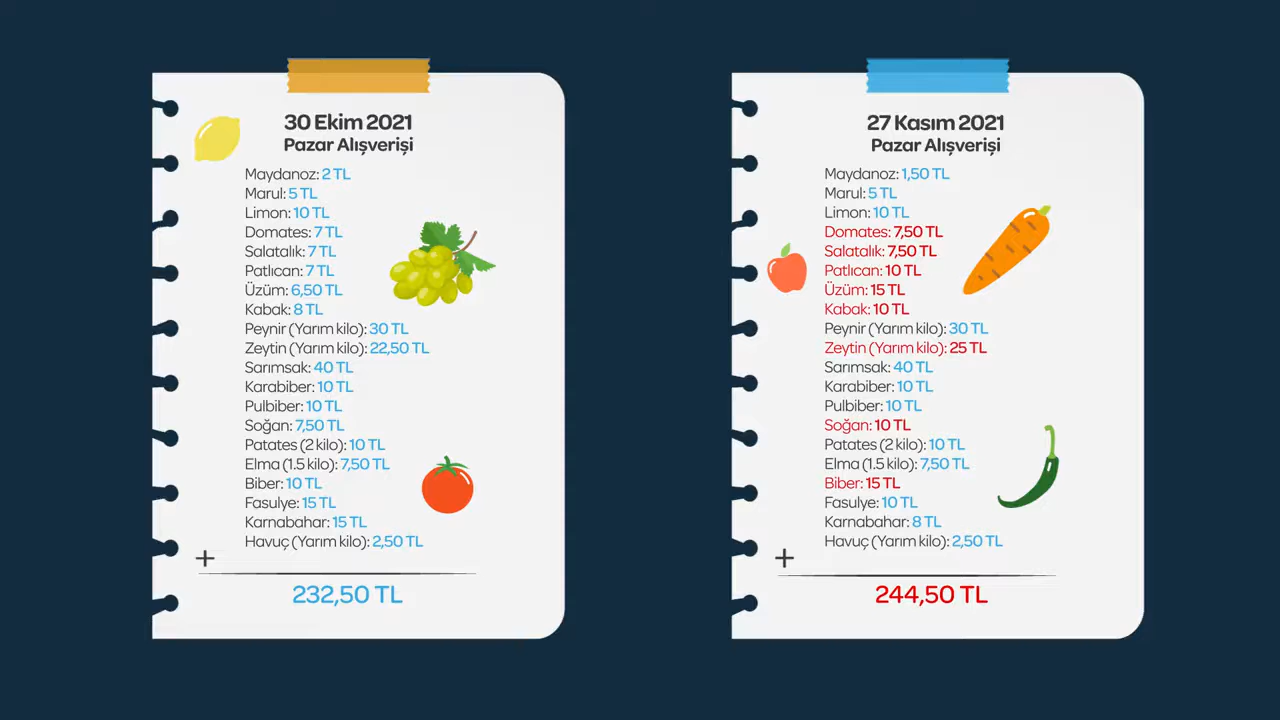 30 Ekim 2021
Pazar Alışverişi
Maydanoz: 2 TL
Marul: 5 TL
Limon: 10 TL
Domates: 7 TL
Salatalık: 7 TL
Patlıcan: 7 TL
Üzüm: 6,50 TL
Kabak: 8 TL
Peynir (Yarım kilo): 30 TL
Zeytin (Yarım kilo): 22,50 TL
Sarımsak: 40 TL
Karabiber: 10 TL
Pulbiber: 10 TL
Soğan: 7,50 TL
Patates (2 kilo): 10 TL
Elma (1.5 kilo): 7,50 TL
Biber: 10 TL
Fasulye: 15 TL
Karnabahar: 15 TL
Havuç (Yarım kilo): 2,50 TL
+
232,50 TL
27 Kasım 2021
Pazar Alışverişi
Maydanoz: 1,50 TL
Marul: 5 TL
Limon: 10 TL
Domates: 7,50 TL
Salatalık: 7,50 TL
Patlıcan: 10 TL
Üzüm: 15 TL
Kabak: 10 TL
Peynir (Yarım kilo): 30 TL
Zeytin (Yarım kilo): 25 TL
Sarımsak: 40 TL
Karabiber: 10 TL
Pulbiber: 10 TL
Soğan: 10 TL
Patates (2 kilo): 10 TL
Elma (1.5 kilo): 7,50 TL
Biber: 15 TL
Fasulye: 10 TL
Karnabahar: 8 TL
Havuç (Yarım kilo): 2,50 TL
+
244,50 TL